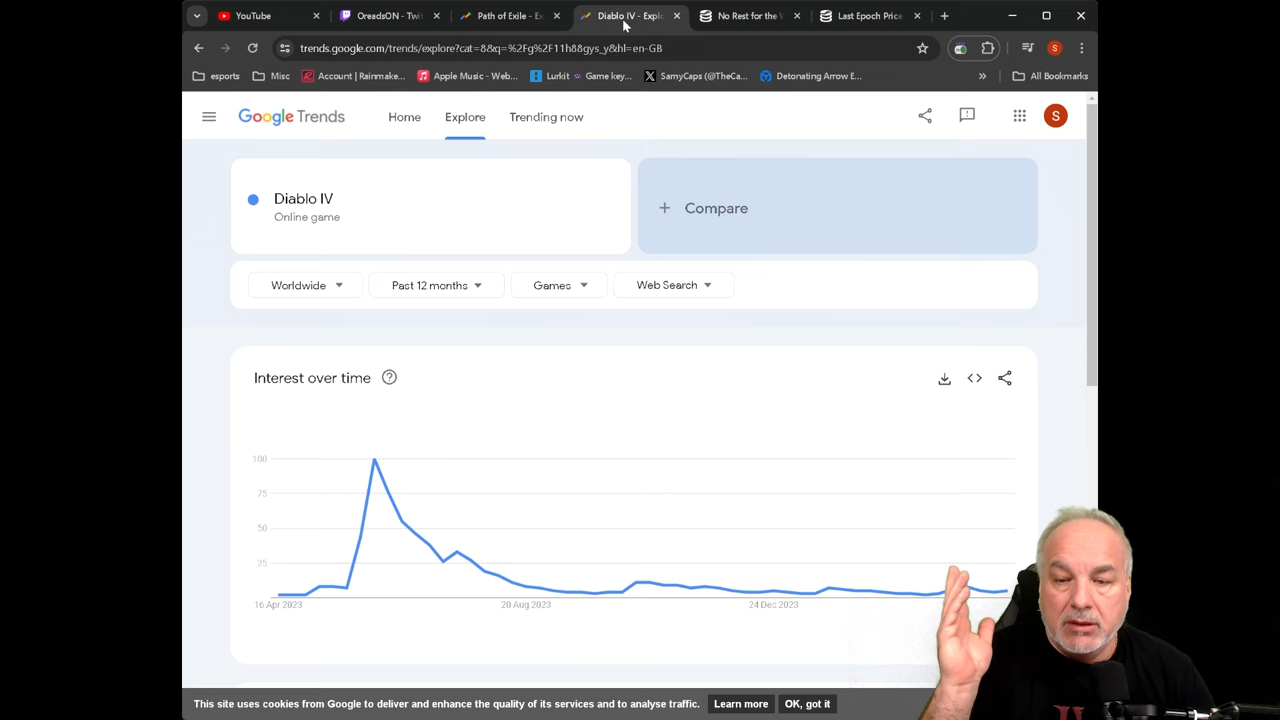 YouTube
OreadsON - Twit
Path of Exile - Ex
Diablo IV - Explo
No Rest for the W
Last Epoch Price
trends.google.com/trends/explore?cat=8&q=%2Fg%2F11h88gys_y&hl=en-GB
S
esports
Misc
Account | Rainmake...
Apple Music - Web...
Lurkit
Game key...
SamyCaps (@TheCa...
Detonating Arrow E...
All Bookmarks
Google Trends
Home
Explore
Trending now
S
Diablo IV
Online game
+ Compare
Worldwide
Past 12 months
Games
Web Search
Interest over time
100
75
50
25
16 Apr 2023
20 Aug 2023
24 Dec 2023
This site uses cookies from Google to deliver and enhance the quality of its services and to analyse traffic.
Learn more
OK, got it